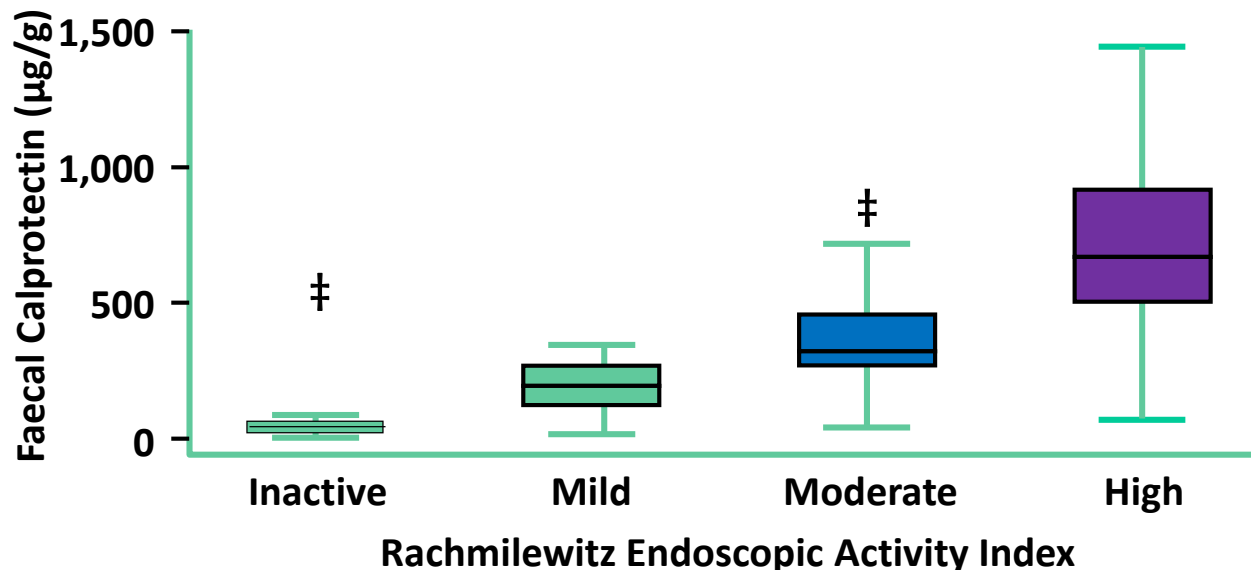 Faecal Calprotectin (µg/g)
1,500
1,000
500
0
‡
‡
Inactive Mild Moderate High
Rachmilewitz Endoscopic Activity Index